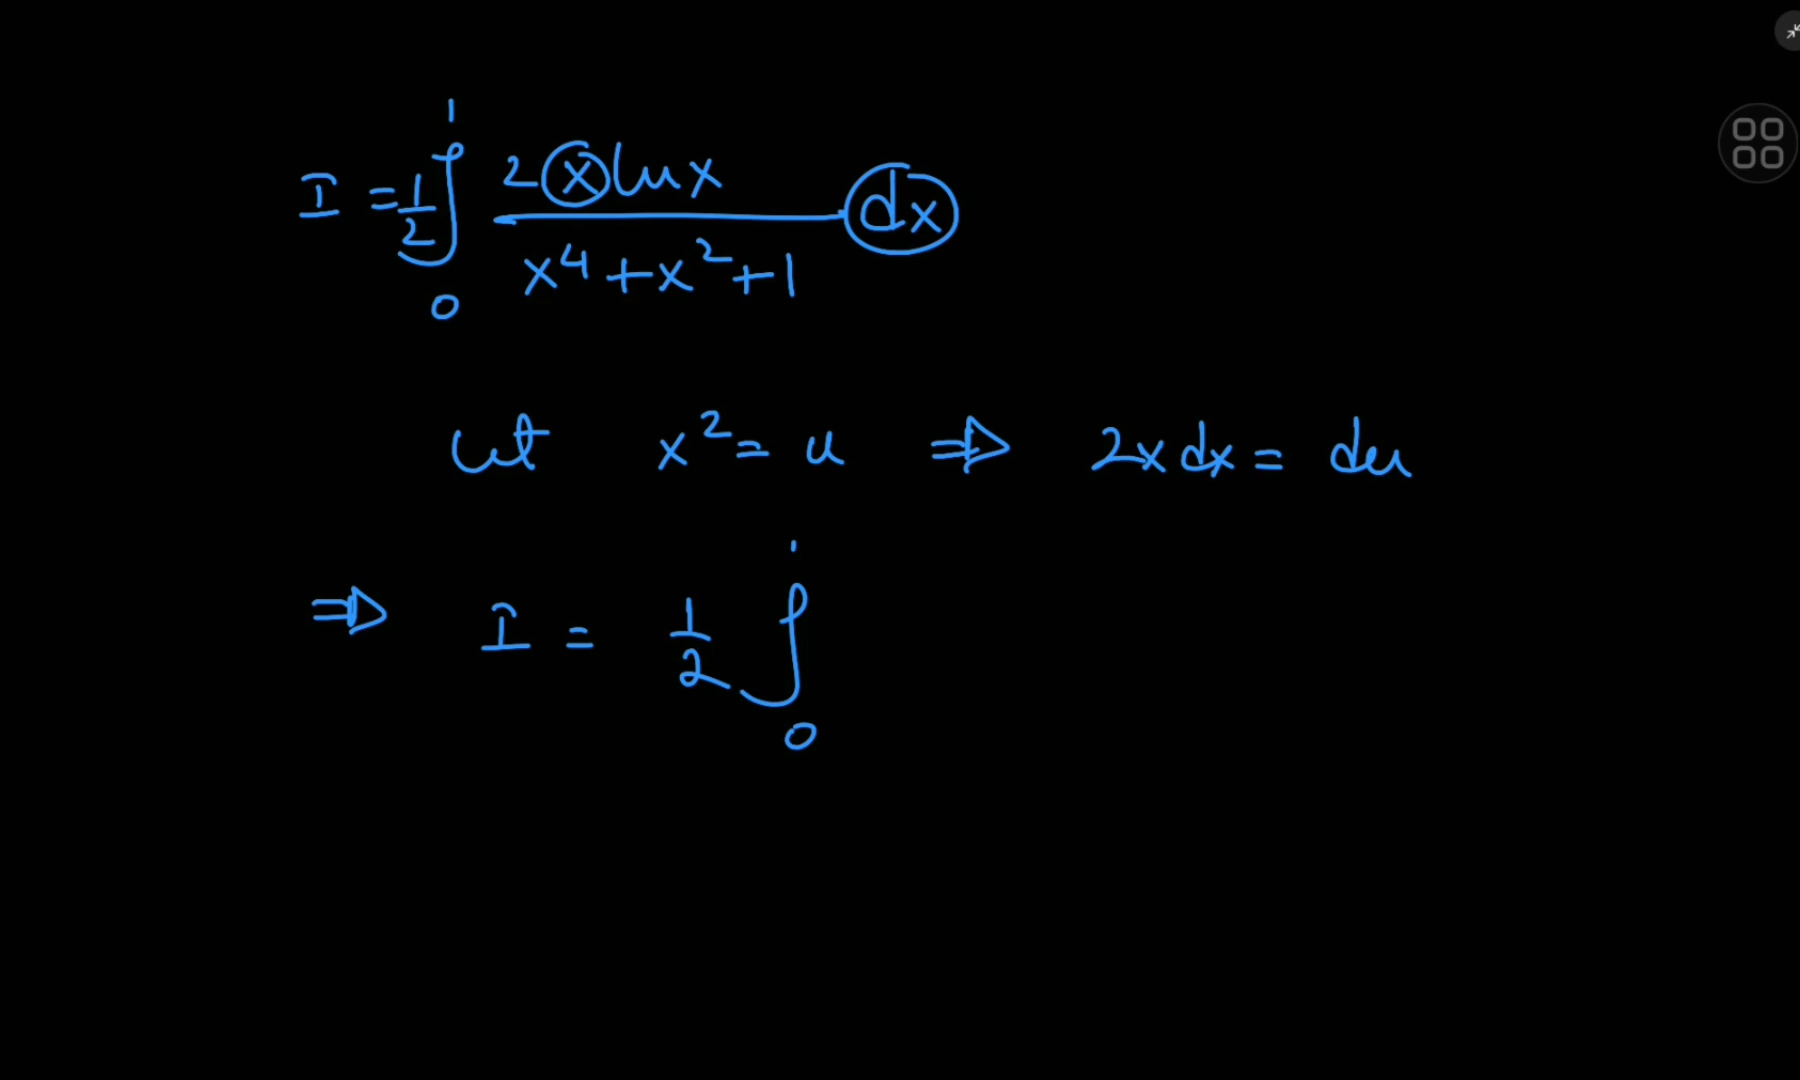 I = 1/2 ∫₀¹ 2x ln x / (x⁴ + x² + 1) dx
let x² = u ⇒ 2x dx = du
⇒ I = 1/2 ∫₀¹